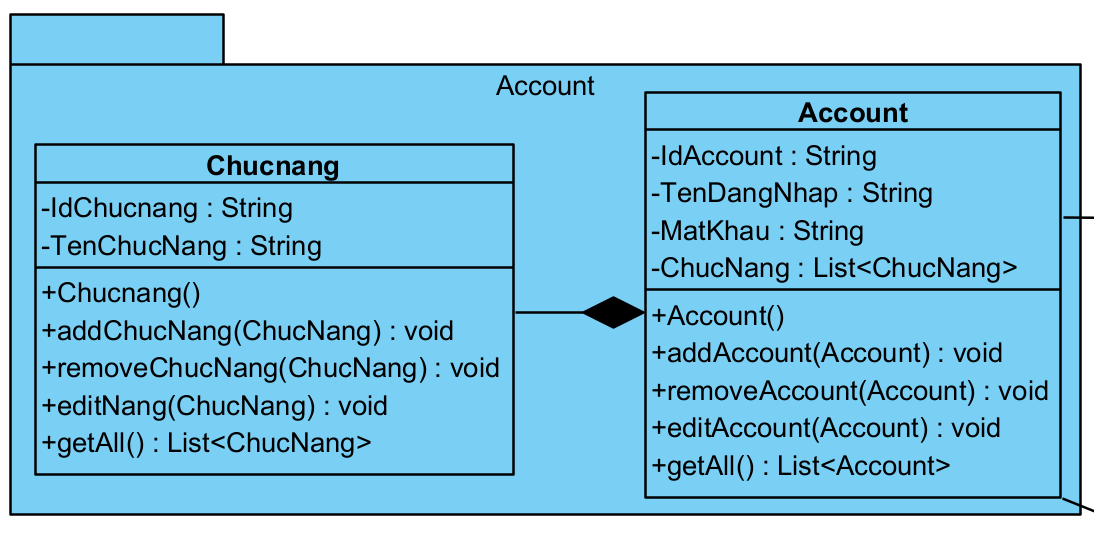 Account
Chucnang
-IdChucnang : String
-TenChucNang : String
+Chucnang()
+addChucNang(ChucNang) : void
+removeChucNang(ChucNang) : void
+editNang(ChucNang) : void
+getAll() : List<ChucNang>
Account
-IdAccount : String
-TenDangNhap : String
-MatKhau : String
-ChucNang : List<ChucNang>
+Account()
+addAccount(Account) : void
+removeAccount(Account) : void
+editAccount(Account) : void
+getAll() : List<Account>